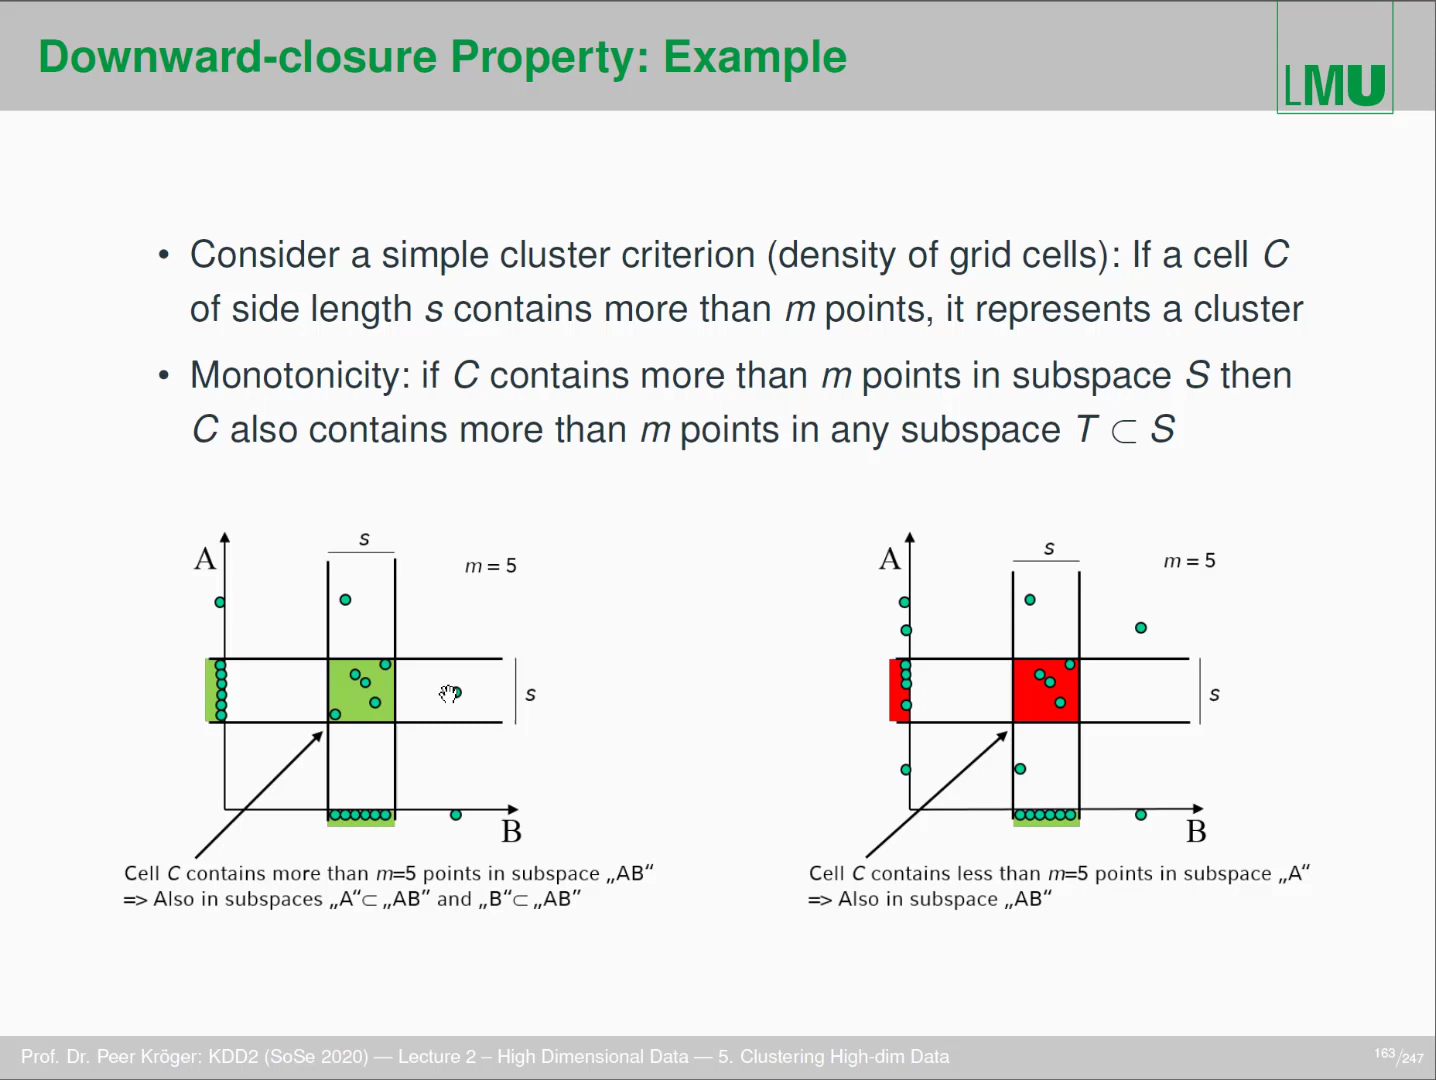 Downward-closure Property: Example
LMU
• Consider a simple cluster criterion (density of grid cells): If a cell C
of side length s contains more than m points, it represents a cluster
• Monotonicity: if C contains more than m points in subspace S then
C also contains more than m points in any subspace T ⊂ S
A
s
m = 5
s
B
Cell C contains more than m=5 points in subspace „AB“
=> Also in subspaces „A“⊂ „AB” and „B“⊂ „AB”
A
s
m = 5
s
B
Cell C contains less than m=5 points in subspace „A“
=> Also in subspace „AB“
Prof. Dr. Peer Kröger: KDD2 (SoSe 2020) — Lecture 2 – High Dimensional Data — 5. Clustering High-dim Data
163/247